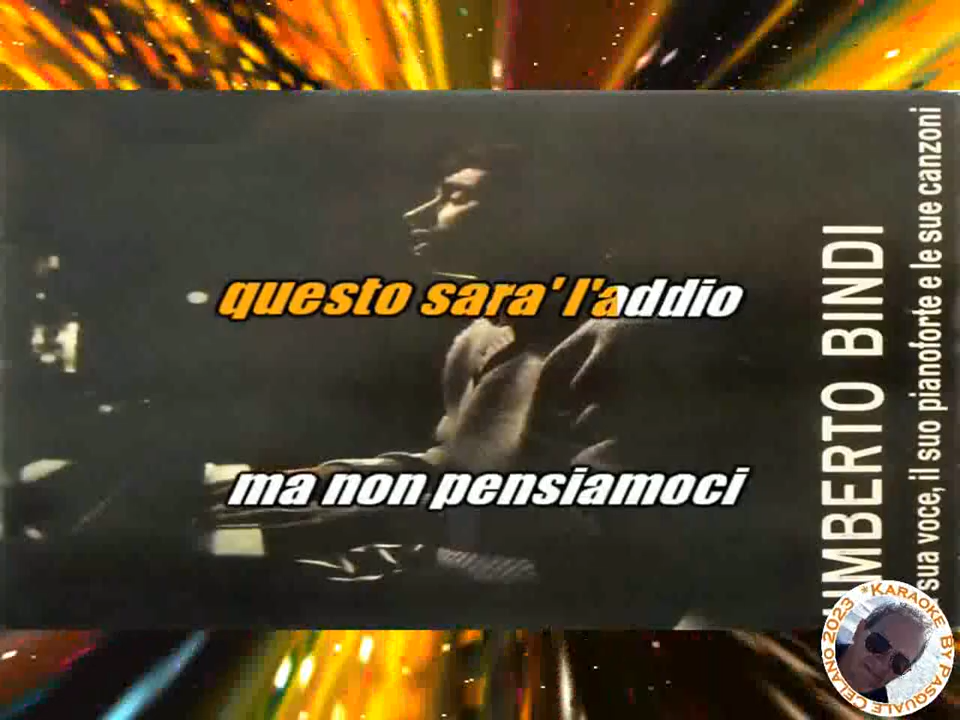 questo sara' l'addio
ma non pensiamoci
UMBERTO BINDI
sua voce, il suo pianoforte e le sue canzoni
*KARAOKE BY PASQUALE CELANO 2023